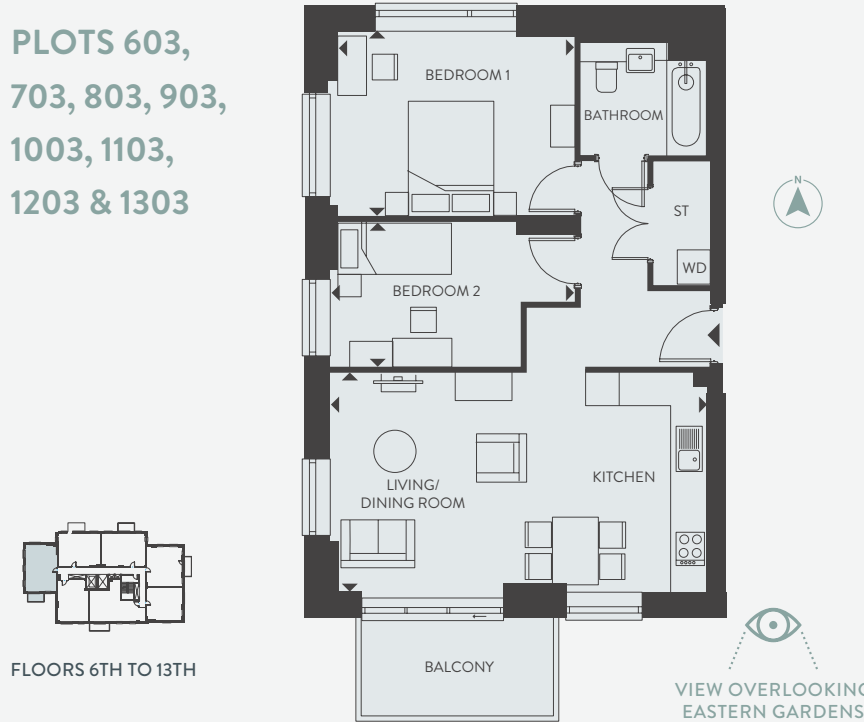 PLOTS 603,
703, 803, 903,
1003, 1103,
1203 & 1303
BEDROOM 1
BATHROOM
N
ST
WD
BEDROOM 2
KITCHEN
LIVING/
DINING ROOM
FLOORS 6TH TO 13TH
BALCONY
VIEW OVERLOOKING
EASTERN GARDENS